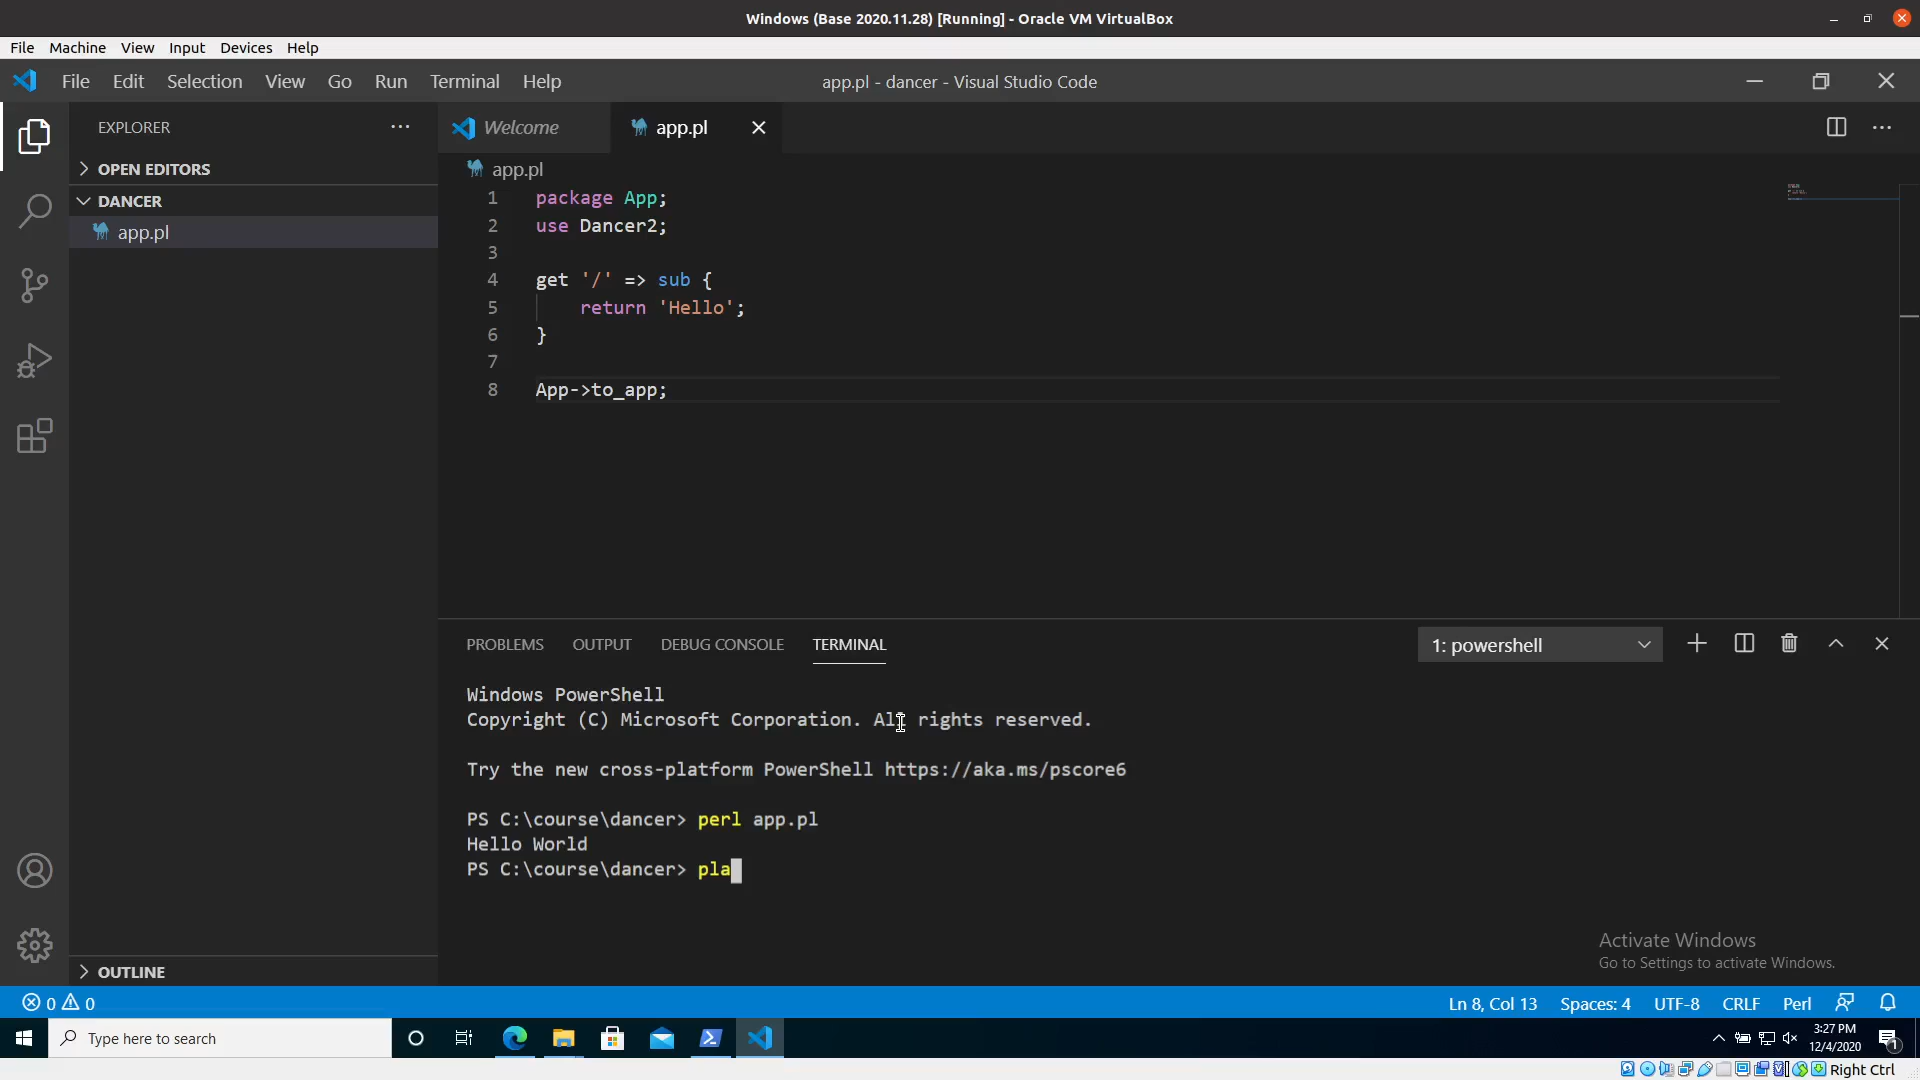 Windows (Base 2020.11.28) [Running] - Oracle VM VirtualBox
File Machine View Input Devices Help
File Edit Selection View Go Run Terminal Help
app.pl - dancer - Visual Studio Code
EXPLORER
OPEN EDITORS
DANCER
app.pl
OUTLINE
Welcome
app.pl
app.pl
1 package App;
2 use Dancer2;
3
4 get '/' => sub {
5 return 'Hello';
6 }
7
8 App->to_app;
PROBLEMS OUTPUT DEBUG CONSOLE TERMINAL
1: powershell
Windows PowerShell
Copyright (C) Microsoft Corporation. All rights reserved.
Try the new cross-platform PowerShell https://aka.ms/pscore6
PS C:\course\dancer> perl app.pl
Hello World
PS C:\course\dancer> pla
Activate Windows
Go to Settings to activate Windows.
0 0
Ln 8, Col 13 Spaces: 4 UTF-8 CRLF Perl
Type here to search
3:27 PM
12/4/2020
1
Right Ctrl